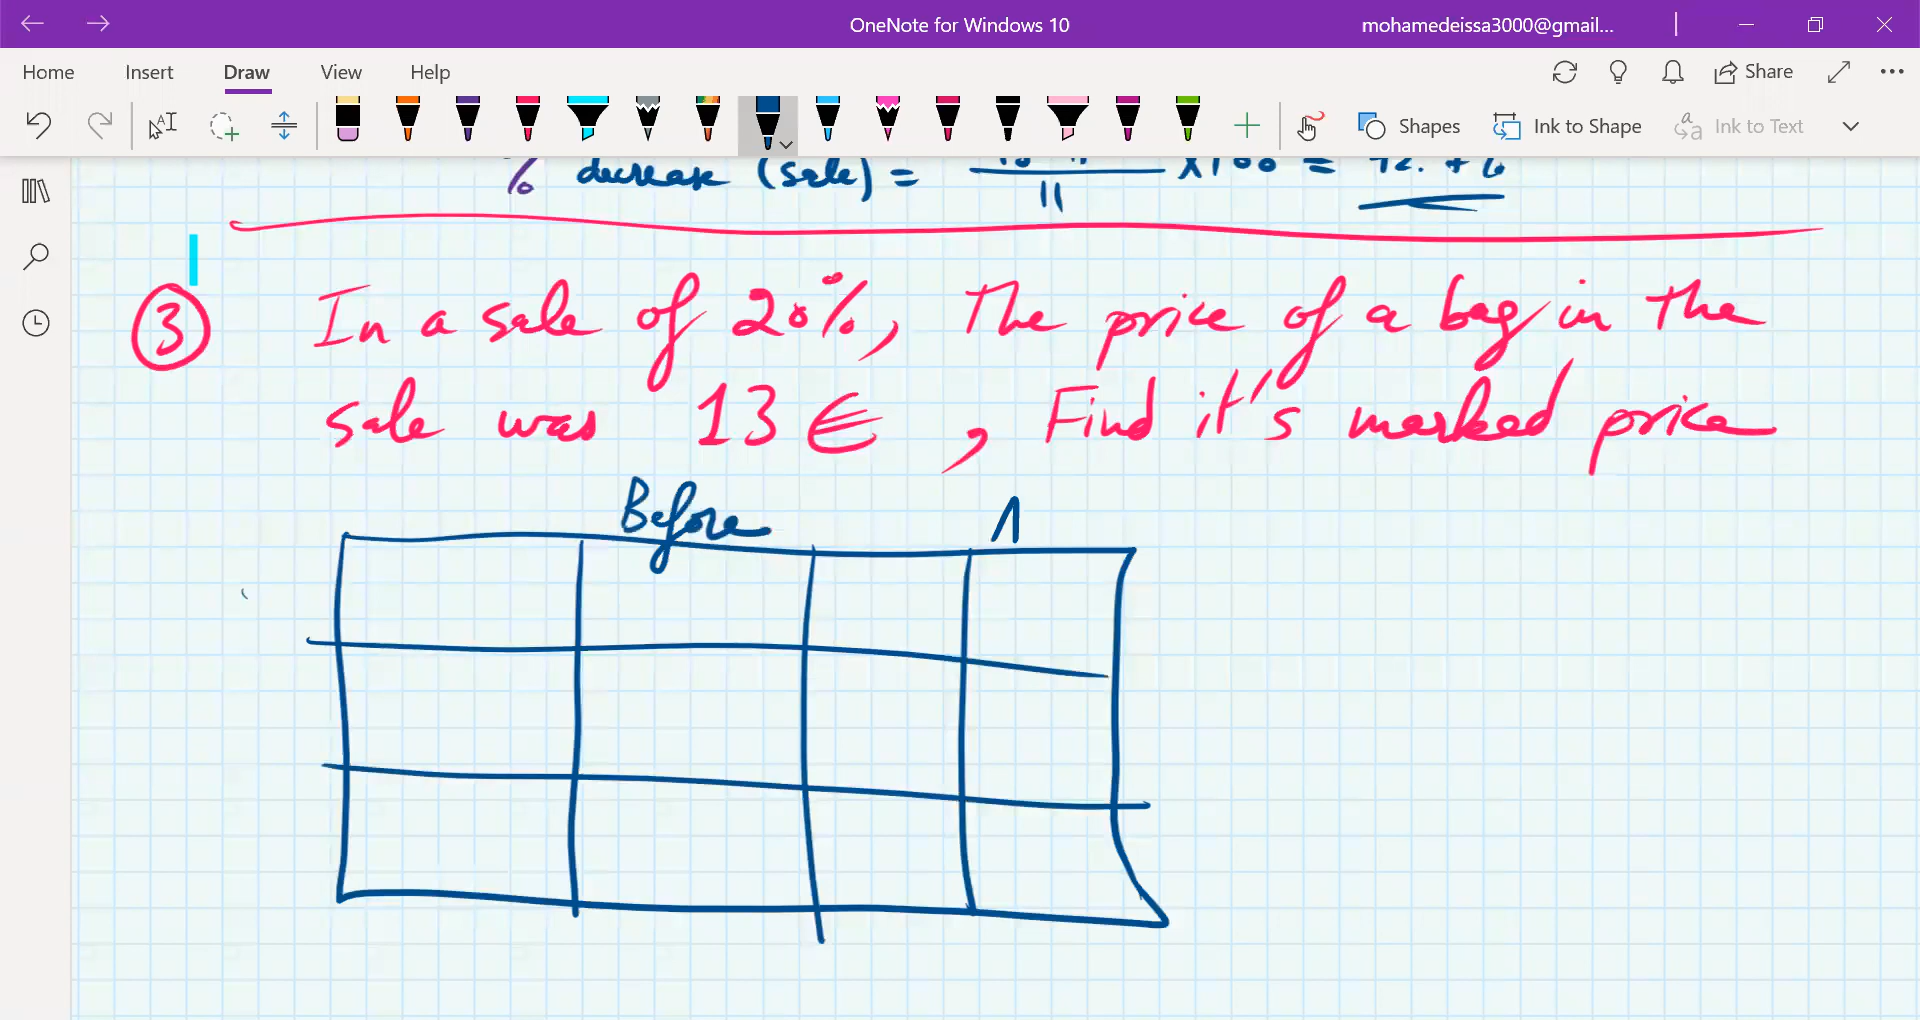 OneNote for Windows 10
mohamedeissa3000@gmail...
Home Insert Draw View Help
Share
Shapes Ink to Shape Ink to Text
% decrease (sale) =
11
x100 =
3 In a sale of 20%, The price of a bag in the
sale was 13 €, Find it's marked price
Before